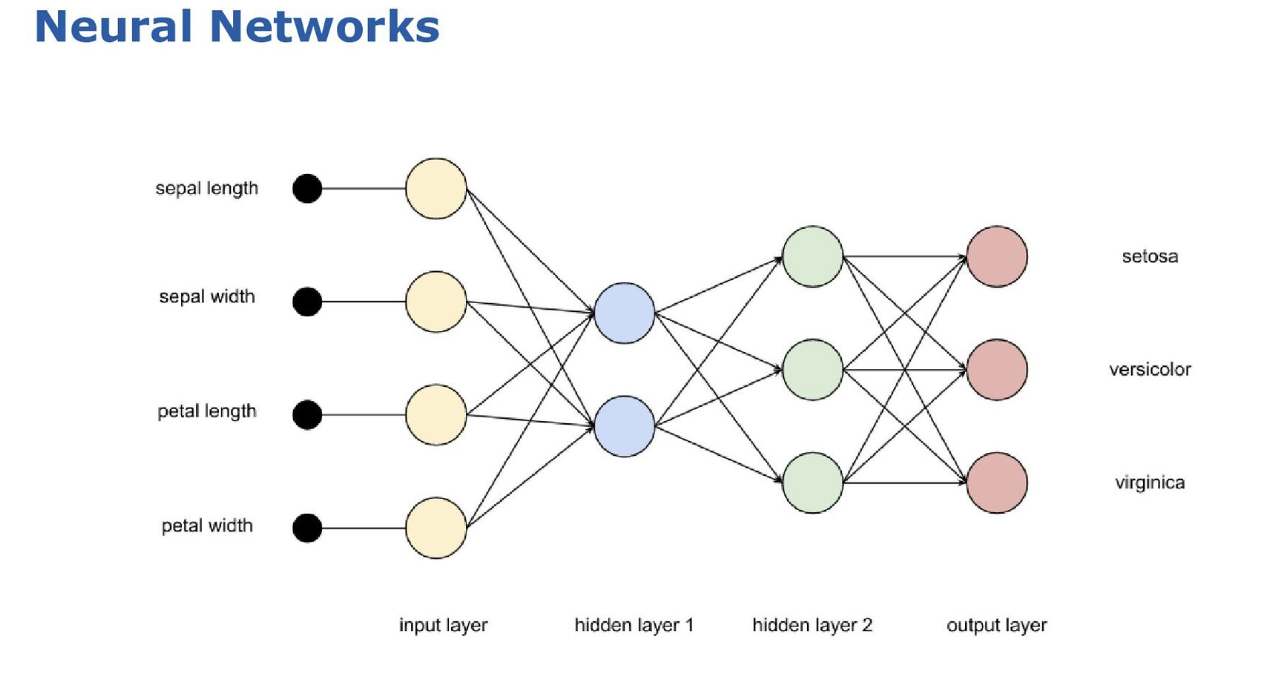 Neural Networks
sepal length
sepal width
petal length
petal width
setosa
versicolor
virginica
input layer
hidden layer 1
hidden layer 2
output layer